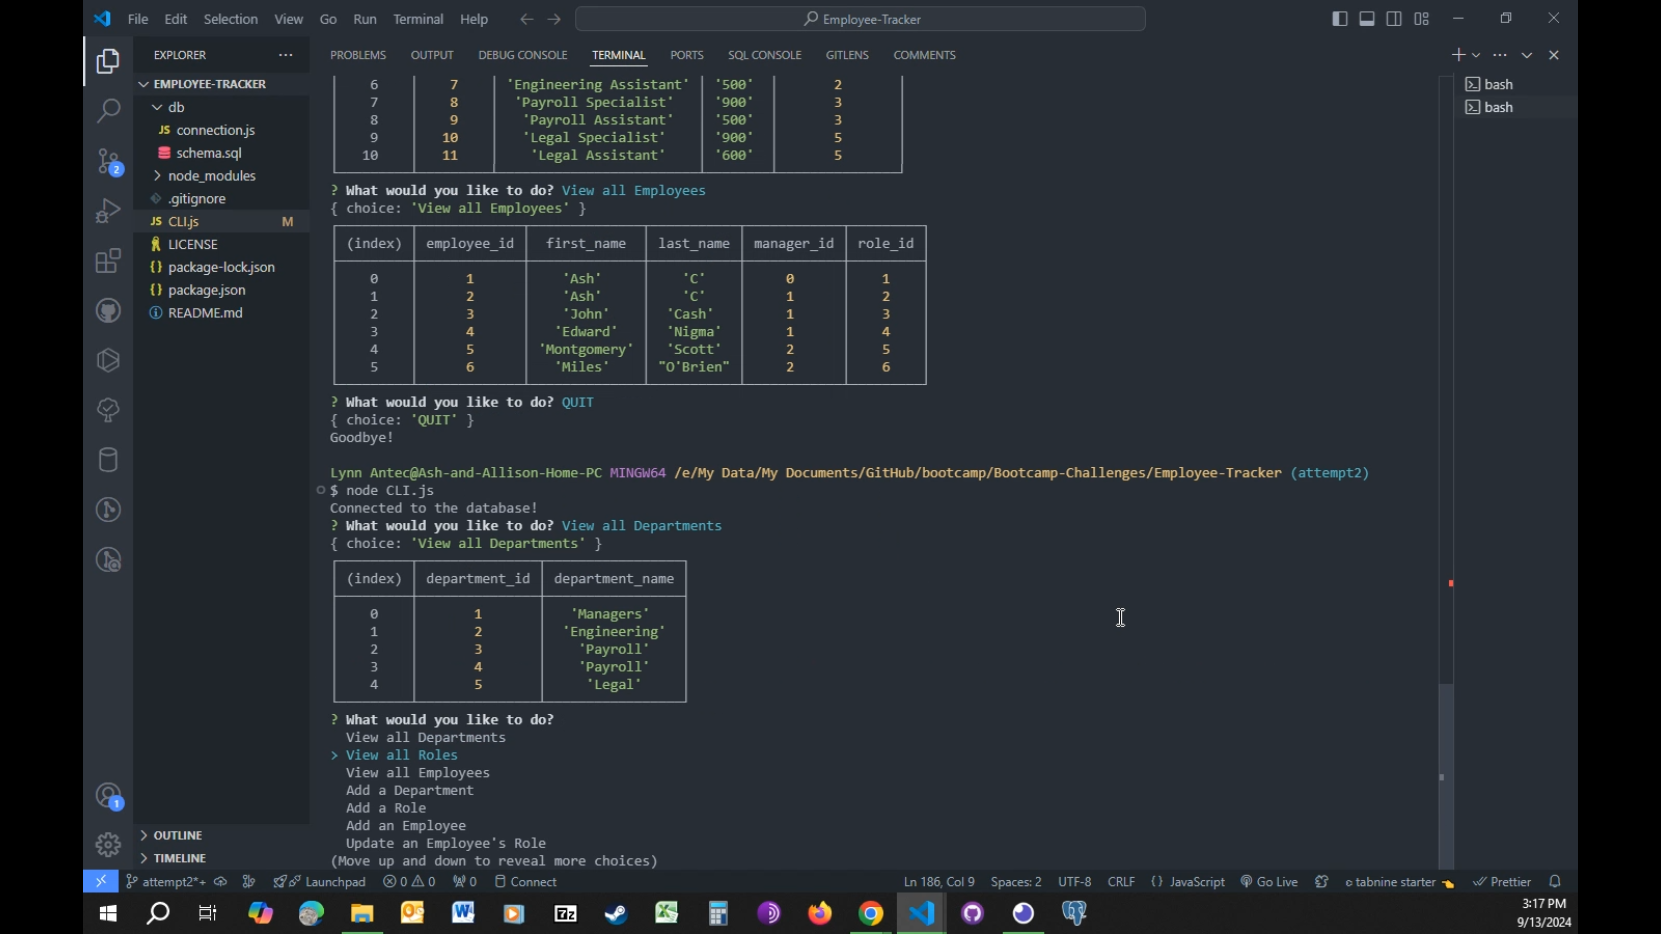 File Edit Selection View Go Run Terminal Help Employee-Tracker
EXPLORER
EMPLOYEE-TRACKER
db
JS connection.js
schema.sql
node_modules
.gitignore
JS CLI.js M
LICENSE
{} package-lock.json
{} package.json
README.md
OUTLINE
TIMELINE
2
1
PROBLEMS OUTPUT DEBUG CONSOLE TERMINAL PORTS SQL CONSOLE GITLENS COMMENTS
bash
bash
6 7 'Engineering Assistant' '500' 2
7 8 'Payroll Specialist' '900' 3
8 9 'Payroll Assistant' '500' 3
9 10 'Legal Specialist' '900' 5
10 11 'Legal Assistant' '600' 5
? What would you like to do? View all Employees
{ choice: 'View all Employees' }
(index) employee_id first_name last_name manager_id role_id
0 1 'Ash' 'C' 0 1
1 2 'Ash' 'C' 1 2
2 3 'John' 'Cash' 1 3
3 4 'Edward' 'Nigma' 1 4
4 5 'Montgomery' 'Scott' 2 5
5 6 'Miles' "O'Brien" 2 6
? What would you like to do? QUIT
{ choice: 'QUIT' }
Goodbye!
Lynn Antec@Ash-and-Allison-Home-PC MINGW64 /e/My Data/My Documents/GitHub/bootcamp/Bootcamp-Challenges/Employee-Tracker (attempt2)
$ node CLI.js
Connected to the database!
? What would you like to do? View all Departments
{ choice: 'View all Departments' }
(index) department_id department_name
0 1 'Managers'
1 2 'Engineering'
2 3 'Payroll'
3 4 'Payroll'
4 5 'Legal'
? What would you like to do?
View all Departments
> View all Roles
View all Employees
Add a Department
Add a Role
Add an Employee
Update an Employee's Role
(Move up and down to reveal more choices)
attempt2*+ Launchpad 0 0 0 Connect Ln 186, Col 9 Spaces: 2 UTF-8 CRLF {} JavaScript Go Live tabnine starter Prettier
7z
3:17 PM
9/13/2024